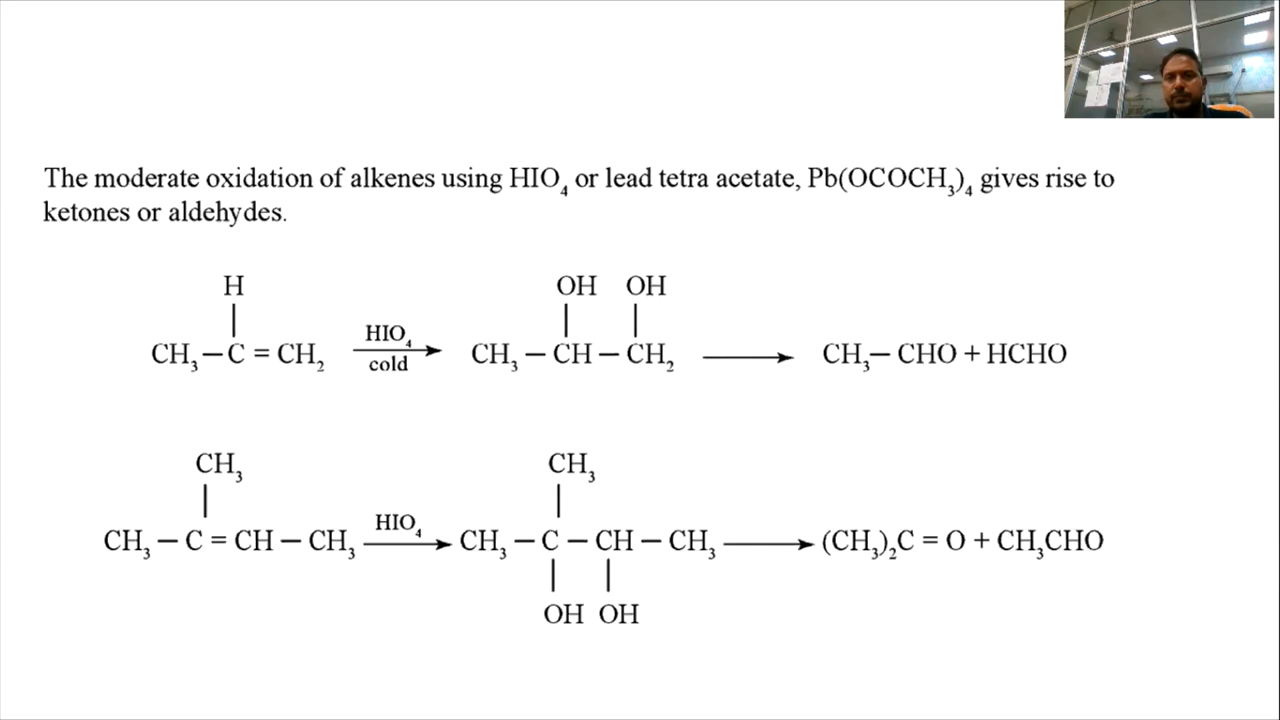 The moderate oxidation of alkenes using HIO₄ or lead tetra acetate, Pb(OCOCH₃)₄ gives rise to
ketones or aldehydes.
H
|
CH₃ – C = CH₂
HIO₄
cold
OH OH
| |
CH₃ – CH – CH₂
CH₃– CHO + HCHO
CH₃
|
CH₃ – C = CH – CH₃
HIO₄
CH₃
|
CH₃ – C – CH – CH₃
| |
OH OH
(CH₃)₂C = O + CH₃CHO